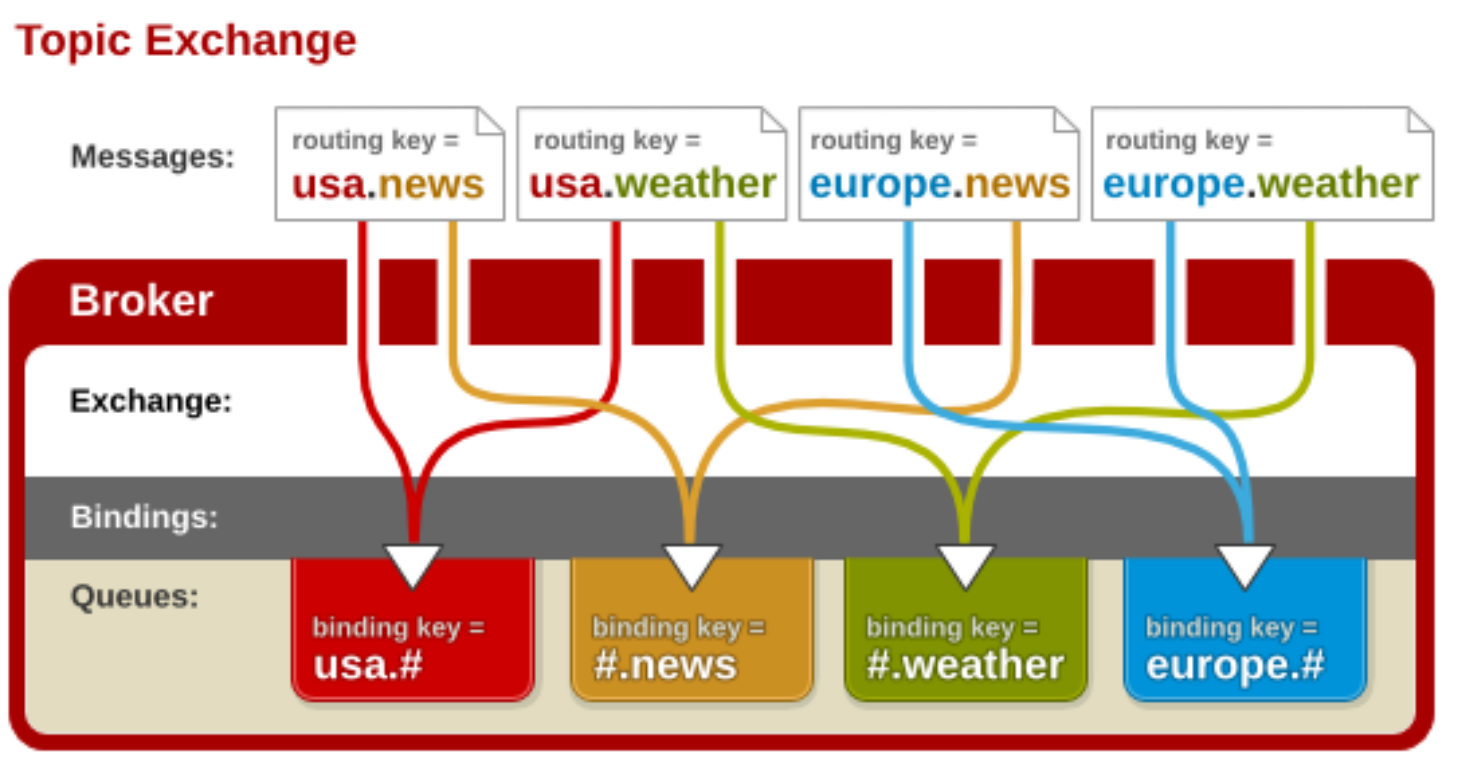 Topic Exchange
Messages:
routing key =
usa.news
routing key =
usa.weather
routing key =
europe.news
routing key =
europe.weather
Broker
Exchange:
Bindings:
Queues:
binding key =
usa.#
binding key =
#.news
binding key =
#.weather
binding key =
europe.#